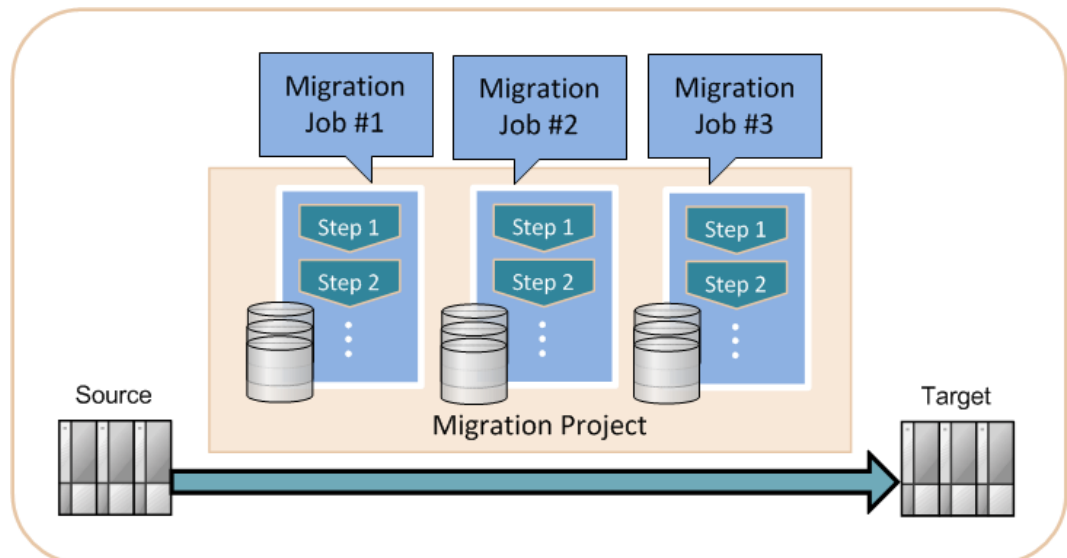 Migration
Job #1
Migration
Job #2
Migration
Job #3
Step 1
Step 2
Step 1
Step 2
Step 1
Step 2
Source
Target
Migration Project